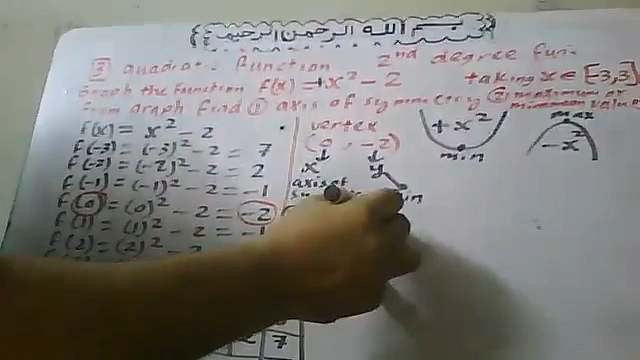 بسم الله الرحمن الرحيم
3 Quadratic function 2nd degree fun.
Graph the function f(x) = +x² - 2 taking x ∈ [-3,3]
From graph find ① axis of symmetry ② maximum or minimum value
f(x) = x² - 2
f(-3) = (-3)² - 2 = 7
f(-2) = (-2)² - 2 = 2
f(-1) = (-1)² - 2 = -1
f(0) = (0)² - 2 = -2
f(1) = (1)² - 2 = -1
f(2) = (2)² - 2
7
vertex
(0, -2)
x y
axis of
min
+x²
min
max
-x²